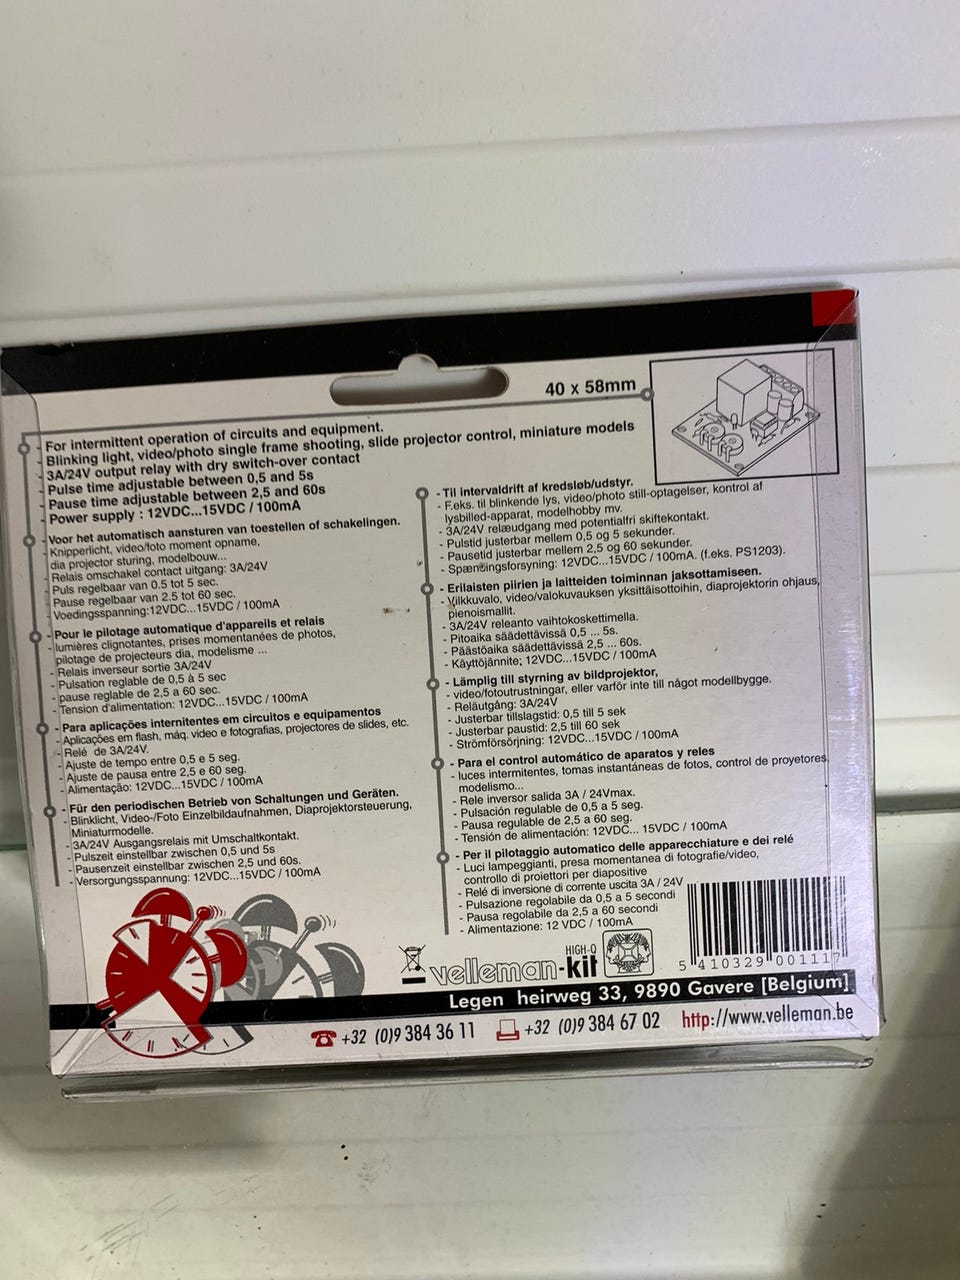 40 x 58mm
- For intermittent operation of circuits and equipment.
- Blinking light, video/photo single frame shooting, slide projector control, miniature models
- 3A/24V output relay with dry switch-over contact
- Pulse time adjustable between 0,5 and 5s
- Pause time adjustable between 2,5 and 60s
- Power supply : 12VDC...15VDC / 100mA
- Voor het automatisch aansturen van toestellen of schakelingen.
- Knipperlicht, video/foto moment opname,
dia projector sturing, modelbouw...
- Relais omschakel contact uitgang: 3A/24V
- Puls regelbaar van 0.5 tot 5 sec.
- Pause regelbaar van 2.5 tot 60 sec.
- Voedingsspanning:12VDC...15VDC / 100mA
- Pour le pilotage automatique d'appareils et relais
- lumières clignotantes, prises momentanées de photos,
pilotage de projecteurs dia, modelisme ...
- Relais inverseur sortie 3A/24V
- Pulsation reglable de 0,5 à 5 sec
- pause reglable de 2,5 a 60 sec.
- Tension d'alimentation: 12VDC...15VDC / 100mA
- Para aplicações internitentes em circuitos e equipamentos
- Aplicações em flash, máq. video e fotografias, projectores de slides, etc.
- Relé de 3A/24V.
- Ajuste de tempo entre 0,5 e 5 seg.
- Ajuste de pausa entre 2,5 e 60 seg.
- Alimentação: 12VDC...15VDC / 100mA
- Für den periodischen Betrieb von Schaltungen und Geräten.
- Blinklicht, Video-/Foto Einzelbildaufnahmen, Diaprojektorsteuerung,
Miniaturmodelle.
- 3A/24V Ausgangsrelais mit Umschaltkontakt.
- Pulszeit einstellbar zwischen 0,5 und 5s
- Pausenzeit einstellbar zwischen 2,5 und 60s.
- Versorgungsspannung: 12VDC...15VDC / 100mA
- Til intervaldrift af kredsløb/udstyr.
- F.eks. til blinkende lys, video/photo still-optagelser, kontrol af
lysbilled-apparat, modelhobby mv.
- 3A/24V relæudgang med potentialfri skiftekontakt.
- Pulstid justerbar mellem 0,5 og 5 sekunder.
- Pausetid justerbar mellem 2,5 og 60 sekunder.
- Spændingsforsyning: 12VDC...15VDC / 100mA. (f.eks. PS1203).
- Erilaisten piirien ja laitteiden toiminnan jaksottamiseen.
- Vilkkuvalo, video/valokuvauksen yksittäisottoihin, diaprojektorin ohjaus,
pienoismallit.
- 3A/24V releanto vaihtokoskettimella.
- Pitoaika säädettävissä 0,5 ... 5s.
- Päästöaika säädettävissä 2,5 ... 60s.
- Käyttöjännite; 12VDC...15VDC / 100mA
- Lämplig till styrning av bildprojektor,
- video/fotoutrustningar, eller varför inte till något modellbygge.
- Reläutgång: 3A/24V
- Justerbar tillslagstid: 0,5 till 5 sek
- Justerbar paustid: 2,5 till 60 sek
- Strömförsörjning: 12VDC...15VDC / 100mA
- Para el control automático de aparatos y reles
- luces intermitentes, tomas instantáneas de fotos, control de proyetores,
modelismo...
- Rele inversor salida 3A / 24Vmax.
- Pulsación regulable de 0,5 a 5 seg.
- Pausa regulable de 2,5 a 60 seg.
- Tensión de alimentación: 12VDC... 15VDC / 100mA
- Per il pilotaggio automatico delle apparecchiature e dei relé
- Luci lampeggianti, presa momentanea di fotografie/video,
controllo di proiettori per diapositive
- Relé di inversione di corrente uscita 3A / 24V
- Pulsazione regolabile da 0,5 a 5 secondi
- Pausa regolabile da 2,5 a 60 secondi
- Alimentazione: 12 VDC / 100mA
HIGH-Q
velleman-kit
5 410329 001117
Legen heirweg 33, 9890 Gavere [Belgium]
+32 (0)9 384 36 11 +32 (0)9 384 67 02 http://www.velleman.be